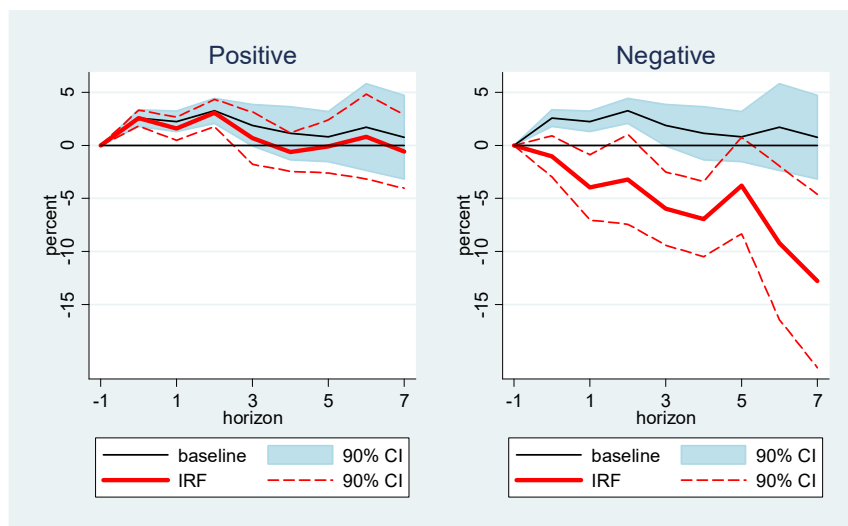 Positive
Negative
5
0
-5
-10
-15
percent
-1
1
3
5
7
horizon
baseline
90% CI
IRF
90% CI
5
0
-5
-10
-15
percent
-1
1
3
5
7
horizon
baseline
90% CI
IRF
90% CI